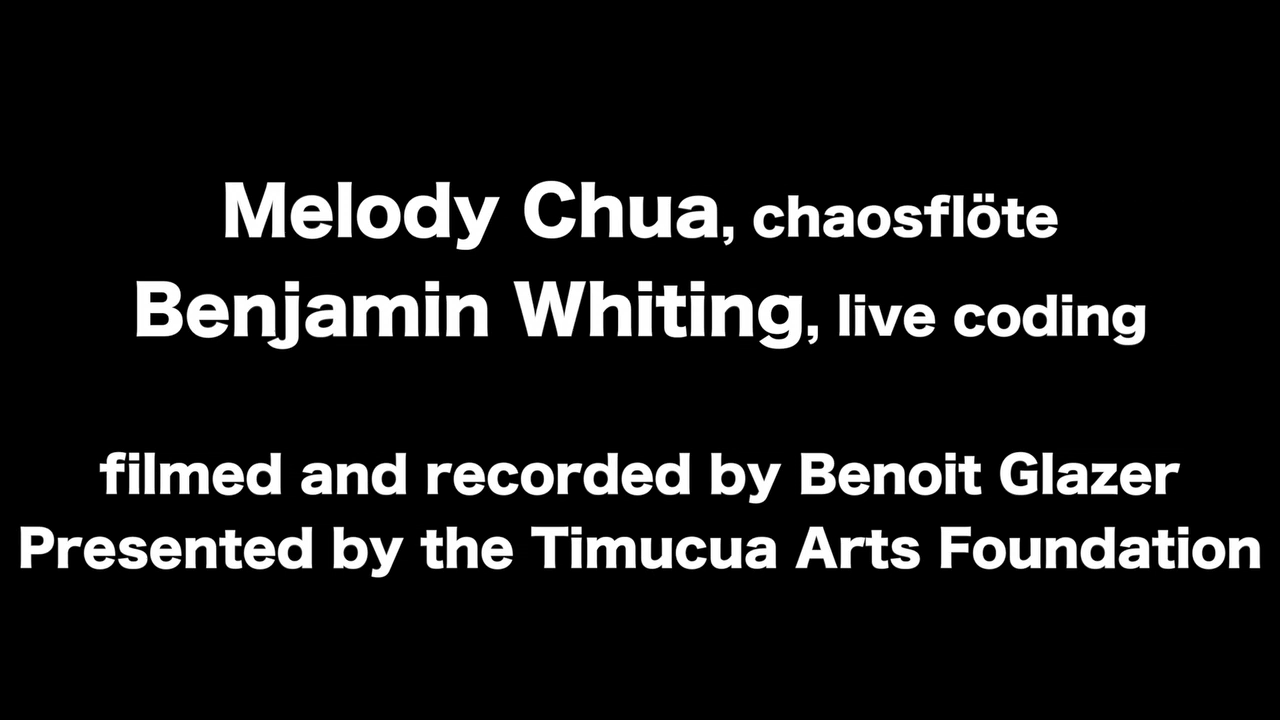 Melody Chua, chaosflöte
Benjamin Whiting, live coding
filmed and recorded by Benoit Glazer
Presented by the Timucua Arts Foundation